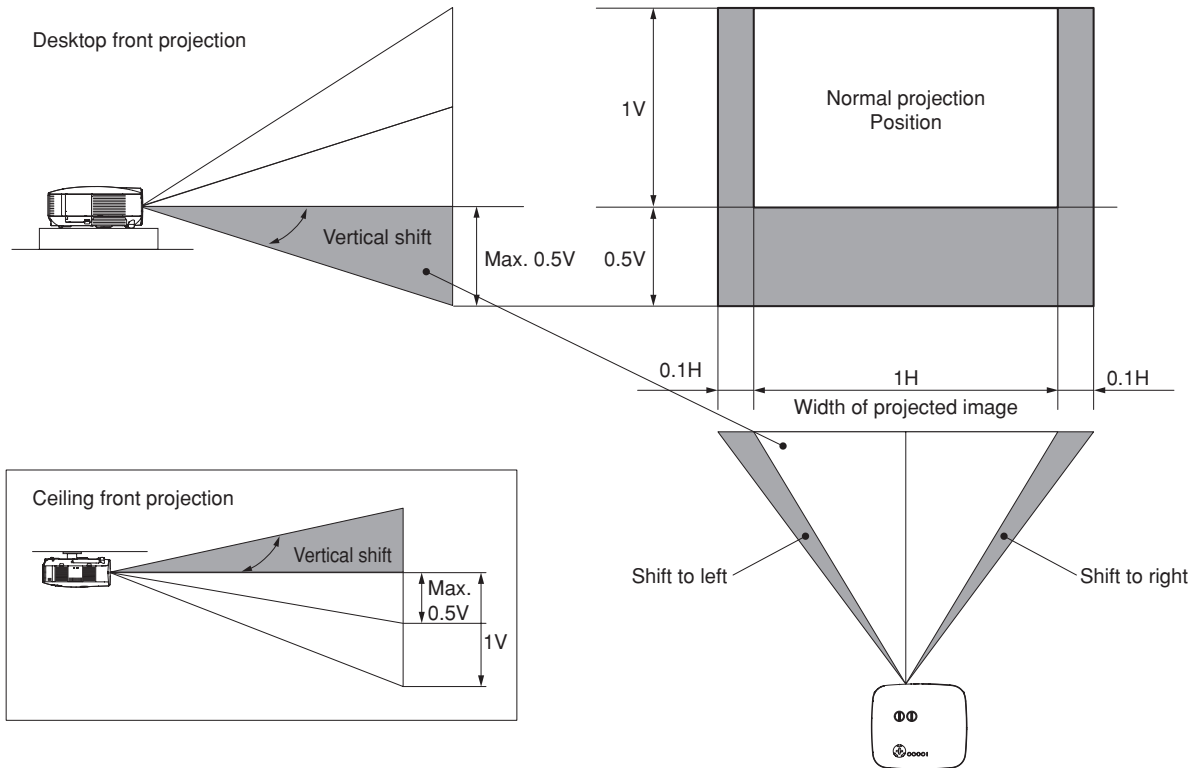 Desktop front projection
Vertical shift
Max. 0.5V
1V
0.5V
Normal projection
Position
0.1H
1H
0.1H
Width of projected image
Shift to left
Shift to right
Ceiling front projection
Vertical shift
Max.
0.5V
1V